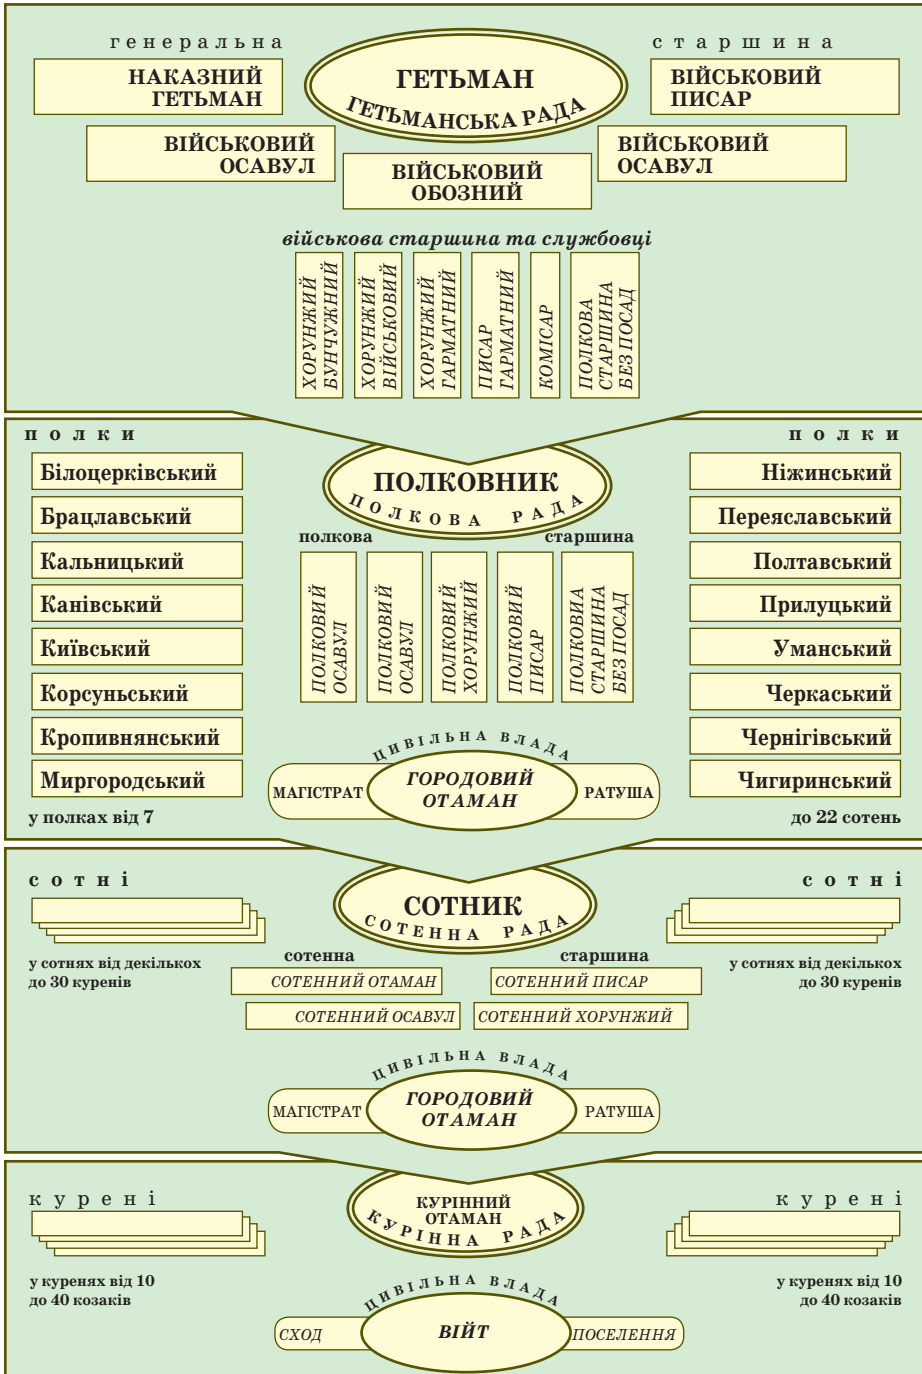 генеральна
старшина
НАКАЗНИЙ
ГЕТЬМАН
ГЕТЬМАН
ГЕТЬМАНСЬКА РАДА
ВІЙСЬКОВИЙ
ПИСАР
ВІЙСЬКОВИЙ
ОСАВУЛ
ВІЙСЬКОВИЙ
ОБОЗНИЙ
ВІЙСЬКОВИЙ
ОСАВУЛ
військова старшина та службовці
ХОРУНЖИЙ
БУНЧУЖНИЙ
ХОРУНЖИЙ
ВІЙСЬКОВИЙ
ХОРУНЖИЙ
ГАРМАТНИЙ
ПИСАР
ГАРМАТНИЙ
КОМІСАР
ПОЛКОВА
СТАРШИНА
БЕЗ ПОСАД
полки
полки
Білоцерківський
Брацлавський
Кальницький
Канівський
Київський
Корсуньський
Кропивнянський
Миргородський
у полках від 7
ПОЛКОВНИК
ПОЛКОВА РАДА
полкова
старшина
ПОЛКОВИЙ
ОСАВУЛ
ПОЛКОВИЙ
ОСАВУЛ
ПОЛКОВИЙ
ХОРУНЖИЙ
ПОЛКОВИЙ
ПИСАР
ПОЛКОВИА
СТАРШИНА
БЕЗ ПОСАД
ЦИВІЛЬНА ВЛАДА
МАГІСТРАТ
ГОРОДОВИЙ
ОТАМАН
РАТУША
Ніжинський
Переяславський
Полтавський
Прилуцький
Уманський
Черкаський
Чернігівський
Чигиринський
до 22 сотень
сотні
сотні
СОТНИК
СОТЕННА РАДА
у сотнях від декількох
до 30 куренів
у сотнях від декількох
до 30 куренів
сотенна
старшина
СОТЕННИЙ ОТАМАН
СОТЕННИЙ ПИСАР
СОТЕННИЙ ОСАВУЛ
СОТЕННИЙ ХОРУНЖИЙ
ЦИВІЛЬНА ВЛАДА
МАГІСТРАТ
ГОРОДОВИЙ
ОТАМАН
РАТУША
курені
курені
КУРІННИЙ
ОТАМАН
КУРІННА РАДА
у куренях від 10
до 40 козаків
у куренях від 10
до 40 козаків
ЦИВІЛЬНА ВЛАДА
СХОД
ВІЙТ
ПОСЕЛЕННЯ